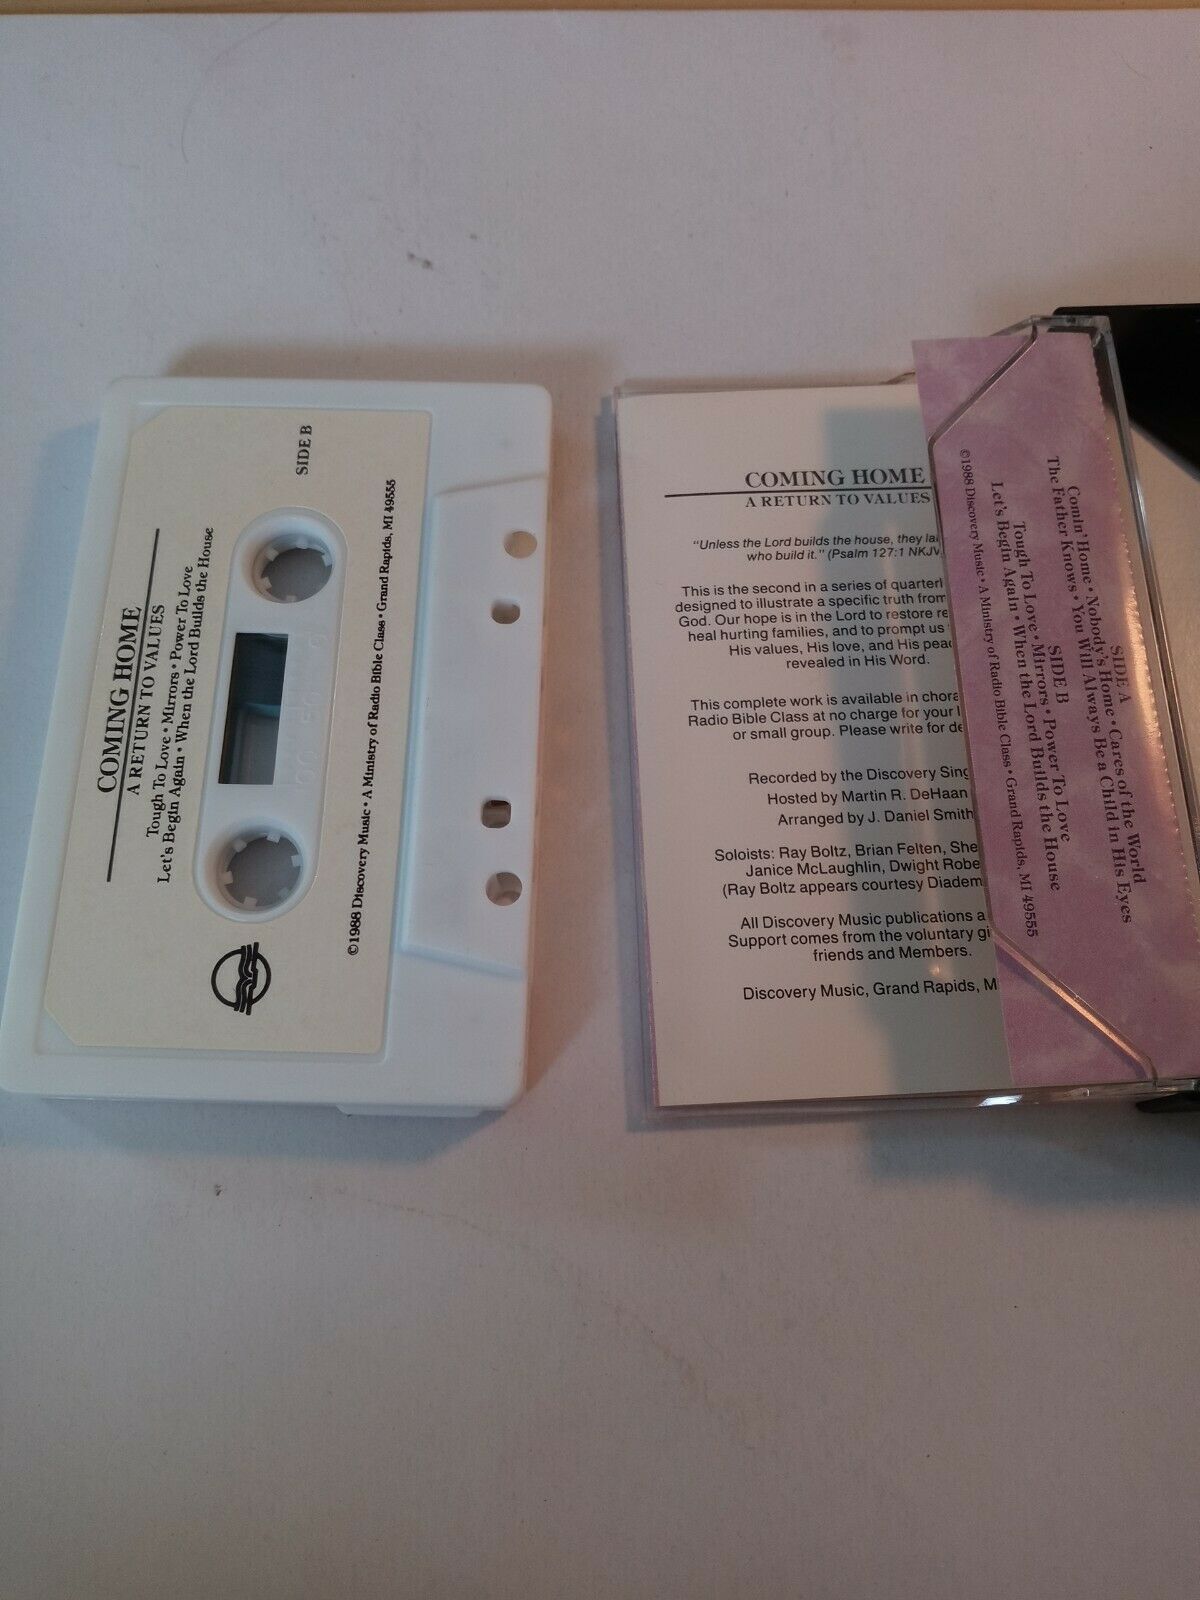 SIDE B
COMING HOME
A RETURN TO VALUES
Tough To Love • Mirrors • Power To Love
Let's Begin Again • When the Lord Builds the House
©1988 Discovery Music • A Ministry of Radio Bible Class • Grand Rapids, MI 49555
COMING HOME
A RETURN TO VALUES
"Unless the Lord builds the house, they
who build it." (Psalm 127:1 NKJV
This is the second in a series of
designed to illustrate a specific truth from
God. Our hope is in the Lord to restore
heal hurting families, and to prompt us
His values, His love, and His
revealed in His Word.
This complete work is available in
Radio Bible Class at no charge for your
or small group. Please write for
Recorded by the Discovery
Hosted by Martin R. DeHaan
Arranged by J. Daniel Smith
Soloists: Ray Boltz, Brian Felten,
Janice McLaughlin, Dwight
(Ray Boltz appears courtesy Diadem
All Discovery Music publications
Support comes from the voluntary
friends and Members.
Discovery Music, Grand Rapids,
SIDE A
Comin' Home • Nobody's Home • Cares of the World
The Father Knows • You Will Always Be a Child in His Eyes
SIDE B
Tough To Love • Mirrors • Power To Love
Let's Begin Again • When the Lord Builds the House
©1988 Discovery Music • A Ministry of Radio Bible Class • Grand Rapids, MI 49555